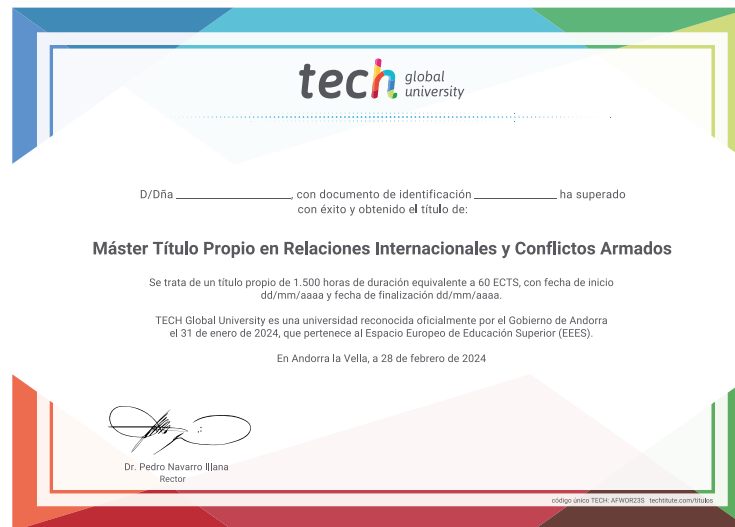 tech global university
D/Dña ______________, con documento de identificación __________ ha superado
con éxito y obtenido el título de:
Máster Título Propio en Relaciones Internacionales y Conflictos Armados
Se trata de un título propio de 1.500 horas de duración equivalente a 60 ECTS, con fecha de inicio
dd/mm/aaaa y fecha de finalización dd/mm/aaaa.
TECH Global University es una universidad reconocida oficialmente por el Gobierno de Andorra
el 31 de enero de 2024, que pertenece al Espacio Europeo de Educación Superior (EEES).
En Andorra la Vella, a 28 de febrero de 2024
Dr. Pedro Navarro Illana
Rector
código único TECH: AFWOR23S techtitute.com/titulos